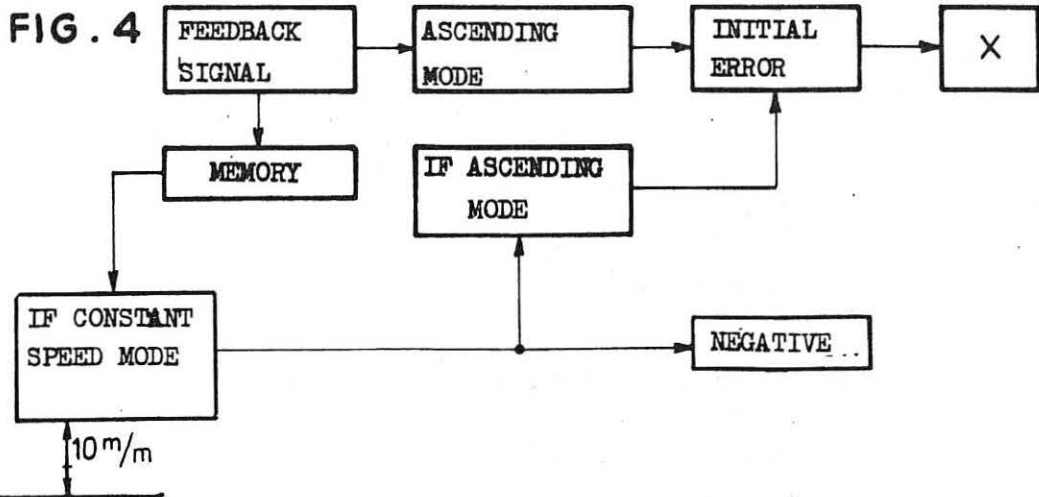 FIG. 4
FEEDBACK
SIGNAL
ASCENDING
MODE
INITIAL
ERROR
X
MEMORY
IF ASCENDING
MODE
IF CONSTANT
SPEED MODE
NEGATIVE...
10 m/m